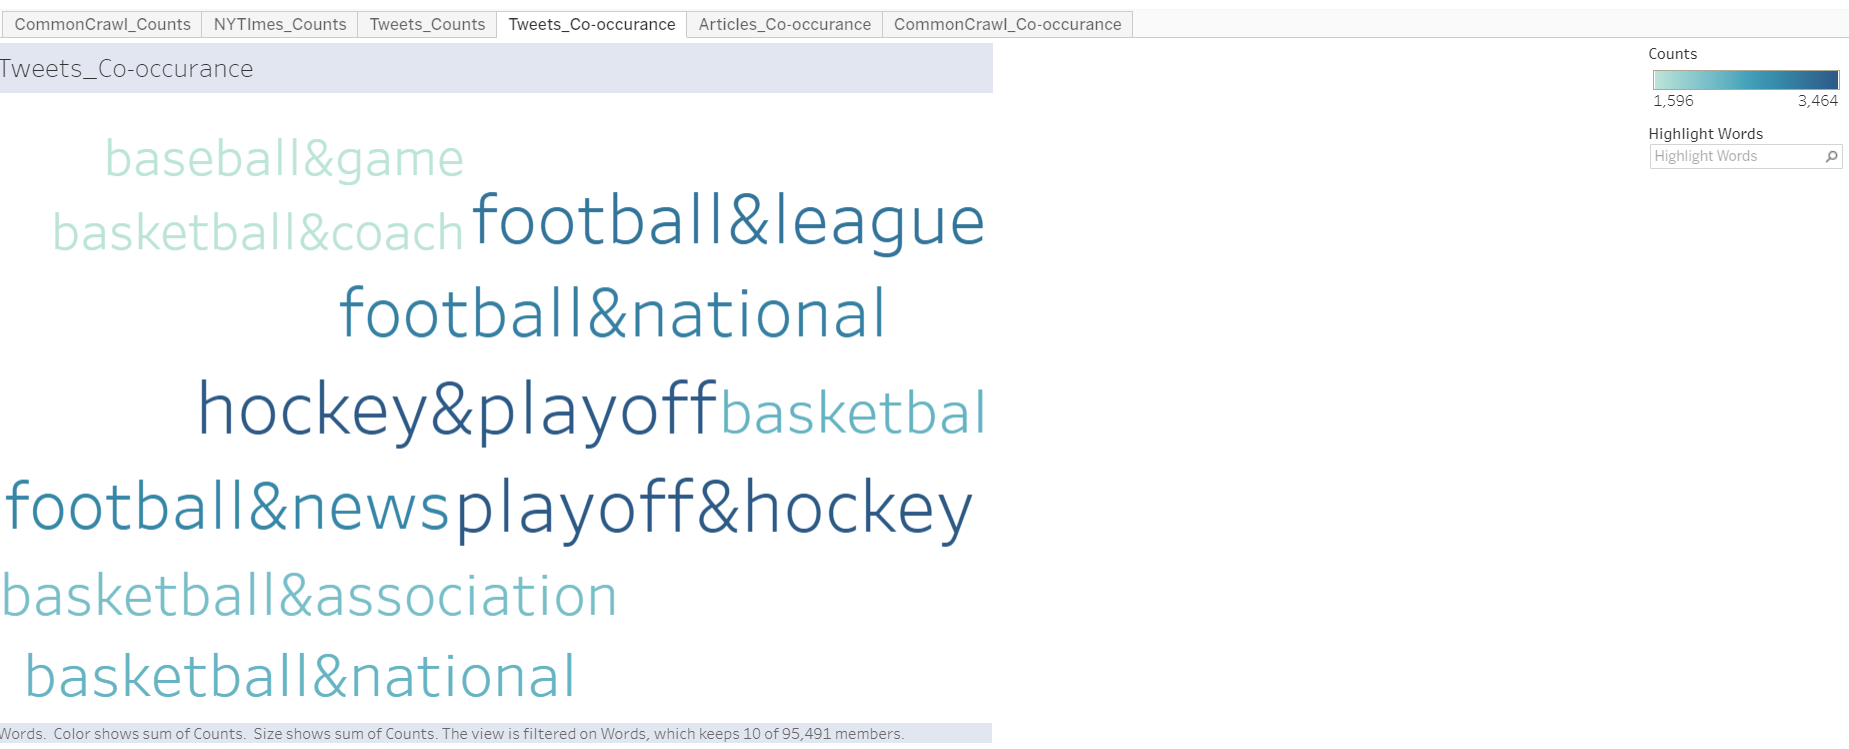 CommonCrawl_Counts NYTImes_Counts Tweets_Counts Tweets_Co-occurance Articles_Co-occurance CommonCrawl_Co-occurance
Tweets_Co-occurance
Counts
1,596 3,464
Highlight Words
Highlight Words
baseball&game
basketball&coach football&league
football&national
hockey&playoff basketbal
football&news playoff&hockey
basketball&association
basketball&national
Words. Color shows sum of Counts. Size shows sum of Counts. The view is filtered on Words, which keeps 10 of 95,491 members.